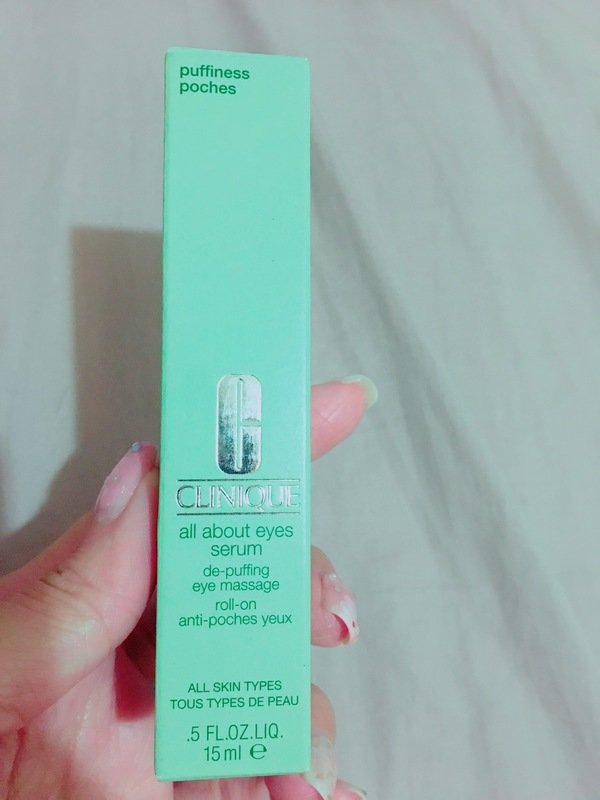 puffiness
poches
CLINIQUE
all about eyes
serum
de-puffing
eye massage
roll-on
anti-poches yeux
ALL SKIN TYPES
TOUS TYPES DE PEAU
.5 FL.OZ.LIQ.
15 ml ℮